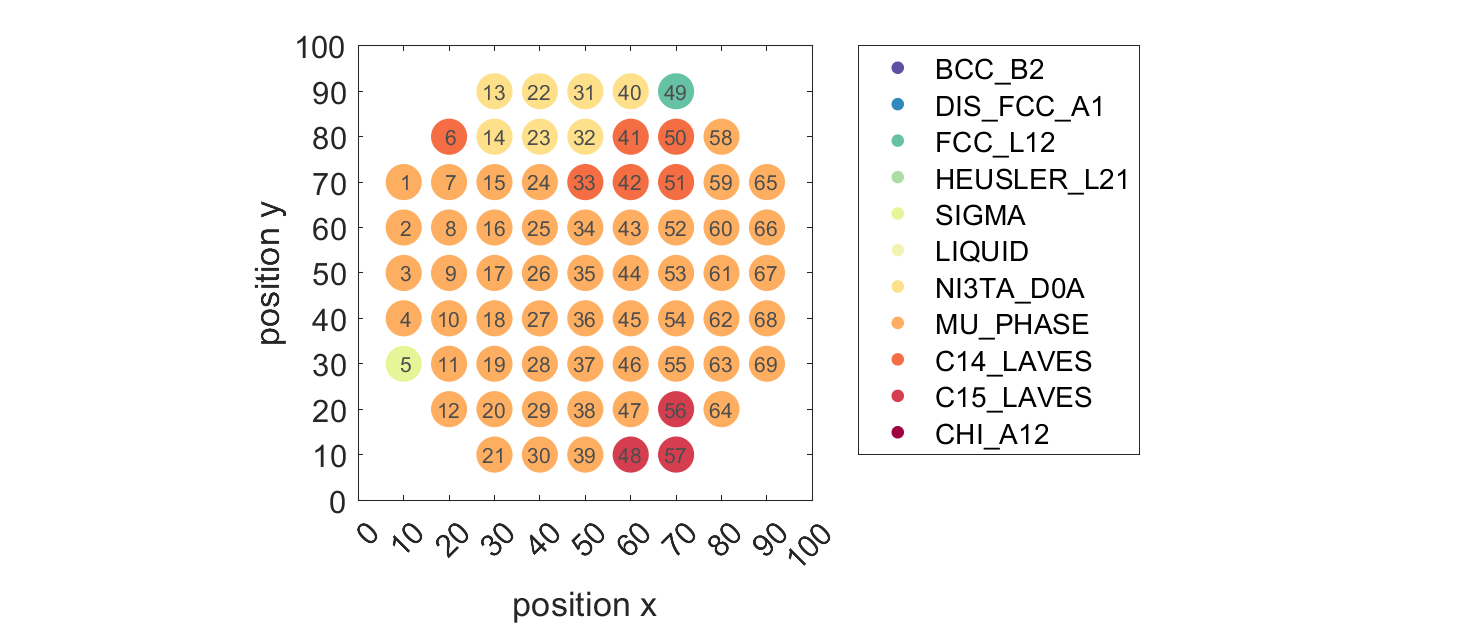 100
90
80
70
60
50
40
30
20
10
0
position y
13 22 31 40 49
6 14 23 32 41 50 58
1 7 15 24 33 42 51 59 65
2 8 16 25 34 43 52 60 66
3 9 17 26 35 44 53 61 67
4 10 18 27 36 45 54 62 68
5 11 19 28 37 46 55 63 69
12 20 29 38 47 56 64
21 30 39 48 57
0 10 20 30 40 50 60 70 80 90 100
position x
BCC_B2
DIS_FCC_A1
FCC_L12
HEUSLER_L21
SIGMA
LIQUID
NI3TA_D0A
MU_PHASE
C14_LAVES
C15_LAVES
CHI_A12